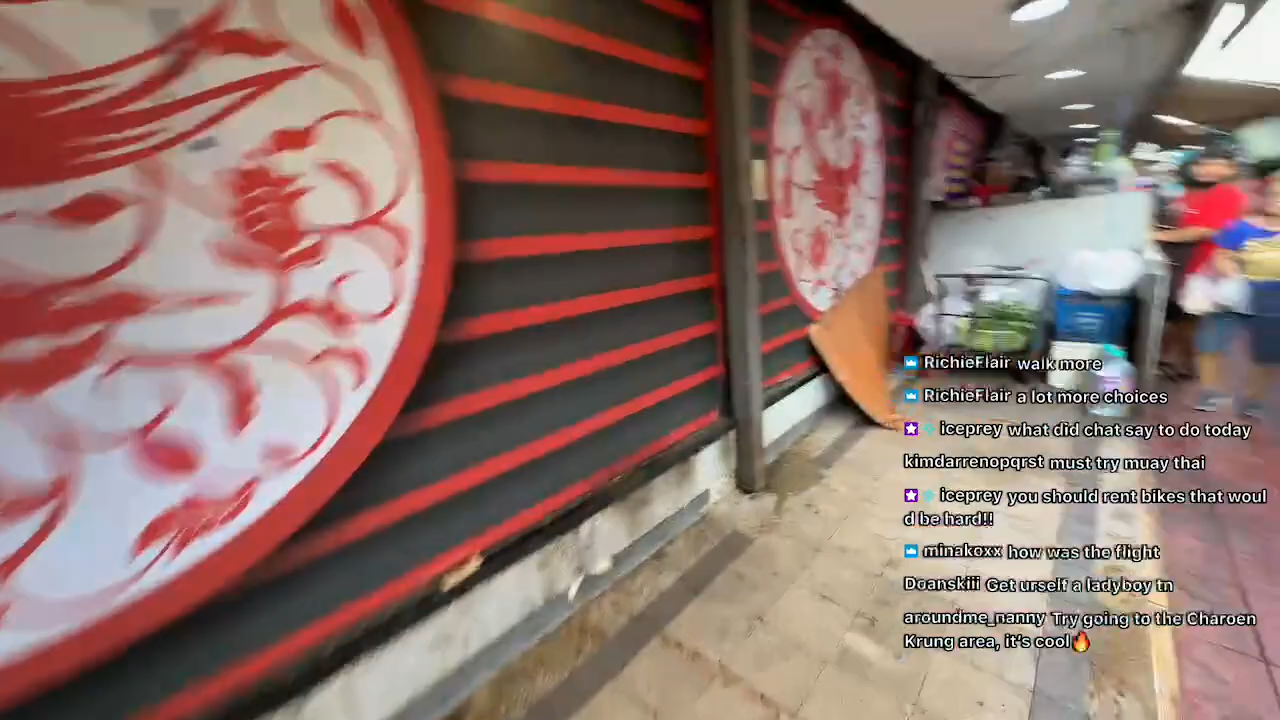 RichieFlair walk more
RichieFlair a lot more choices
iceprey what did chat say to do today
kimdarrenopqrst must try muay thai
iceprey you should rent bikes that woul
d be hard!!
minakoxx how was the flight
Doanskiii Get urself a ladyboy tn
aroundme_nanny Try going to the Charoen
Krung area, it's cool🔥